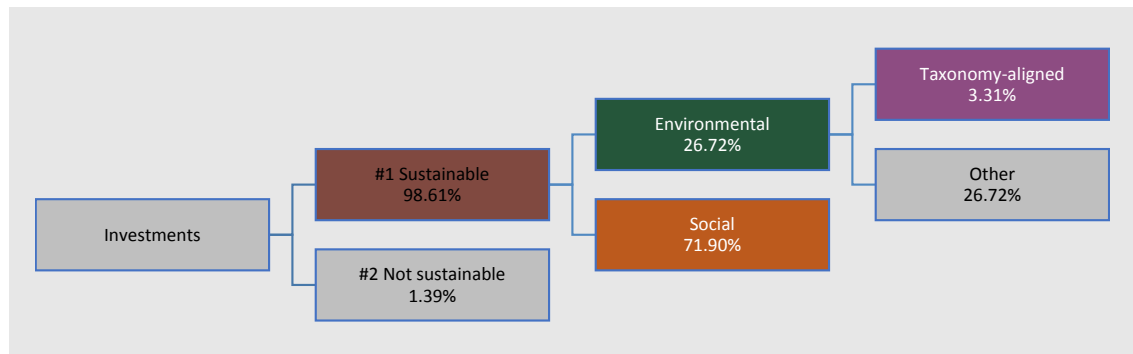 Investments
#1 Sustainable
98.61%
#2 Not sustainable
1.39%
Environmental
26.72%
Social
71.90%
Taxonomy-aligned
3.31%
Other
26.72%